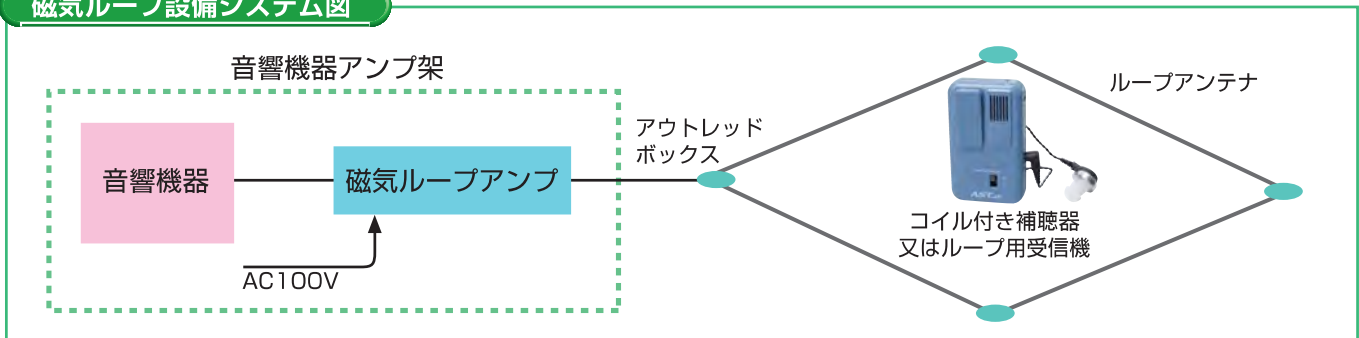 磁気ループ設備システム図
音響機器アンプ架
ループアンテナ
アウトレッド
ボックス
音響機器
磁気ループアンプ
AC100V
コイル付き補聴器
又はループ用受信機